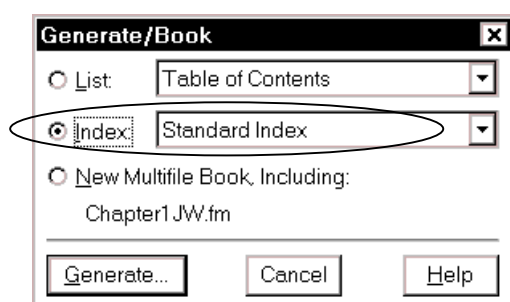 Generate/Book
List: Table of Contents
Index: Standard Index
New Multifile Book, Including:
Chapter1JW.fm
Generate... Cancel Help